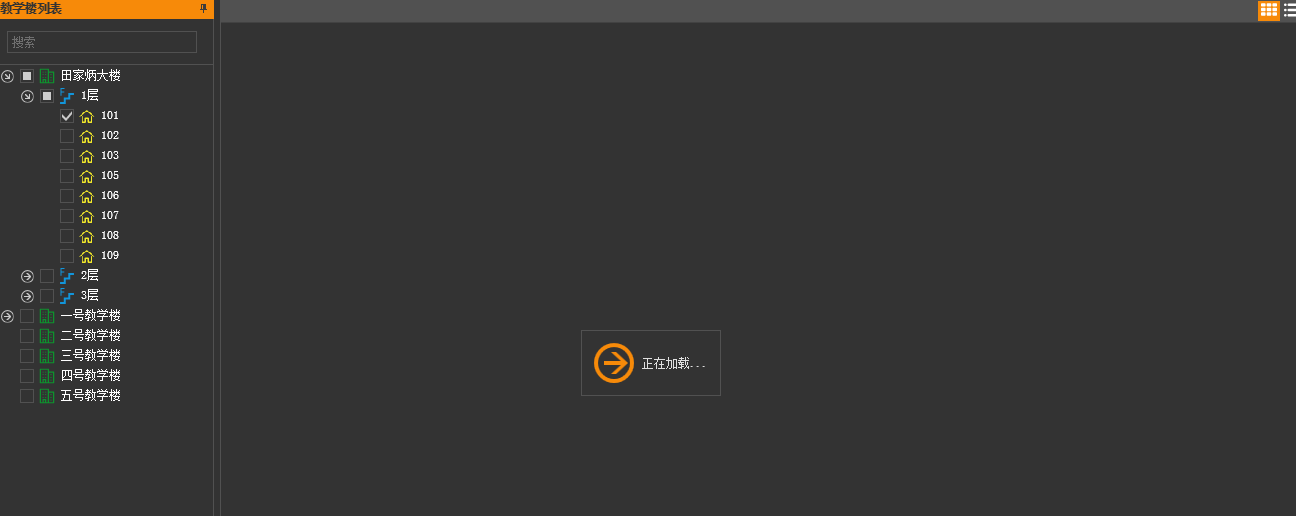 教学楼列表
搜索
田家炳大楼
1层
101
102
103
105
106
107
108
109
2层
3层
一号教学楼
二号教学楼
三号教学楼
四号教学楼
五号教学楼
正在加载...